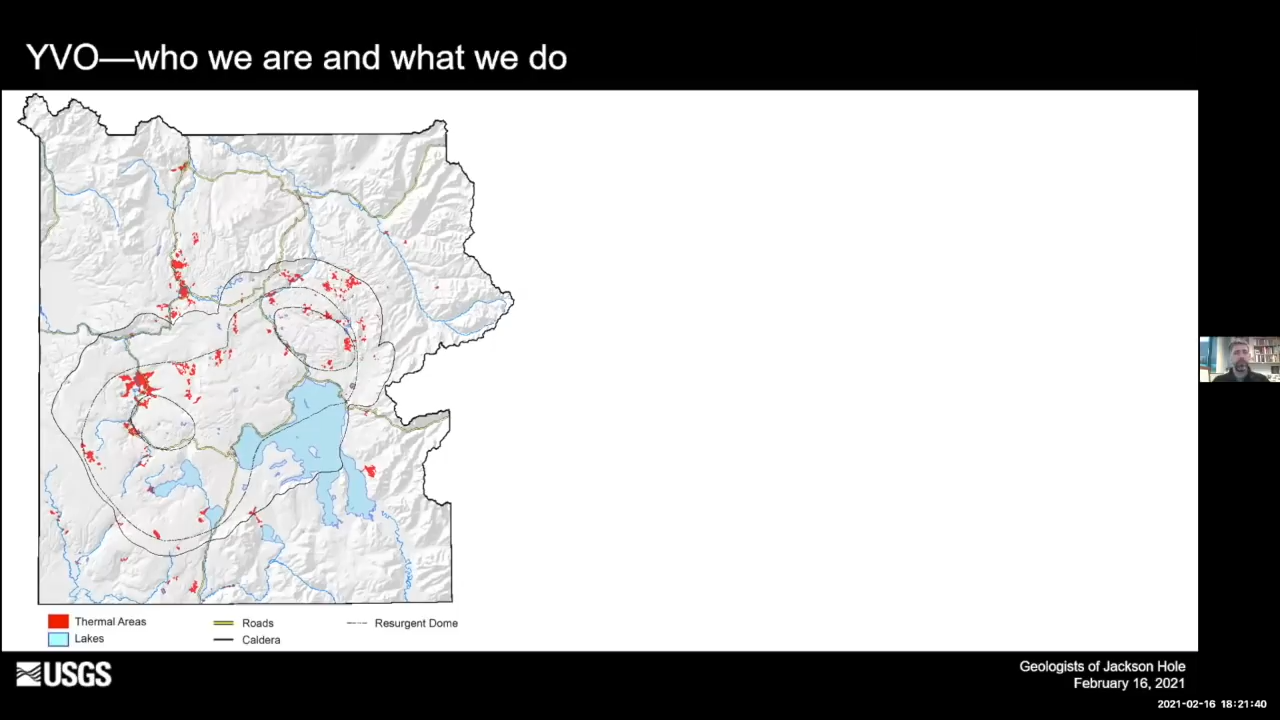 YVO—who we are and what we do
Thermal Areas
Lakes
Roads
Caldera
Resurgent Dome
USGS
Geologists of Jackson Hole
February 16, 2021
2021-02-16 18:21:40